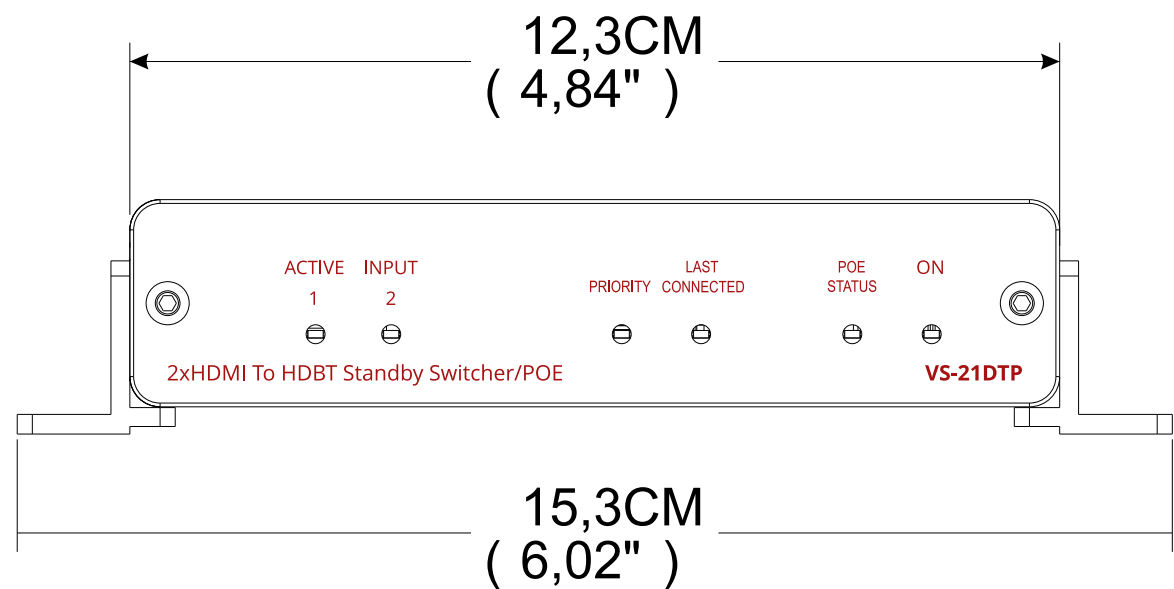 12,3CM
( 4,84" )
ACTIVE INPUT
1 2
PRIORITY
LAST
CONNECTED
POE
STATUS
ON
2xHDMI To HDBT Standby Switcher/POE
VS-21DTP
15,3CM
( 6,02" )